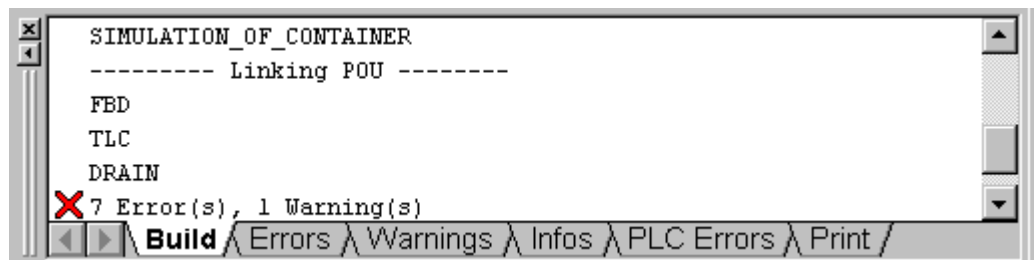 SIMULATION_OF_CONTAINER
--------- Linking POU --------
FBD
TLC
DRAIN
7 Error(s), 1 Warning(s)
Build Errors Warnings Infos PLC Errors Print